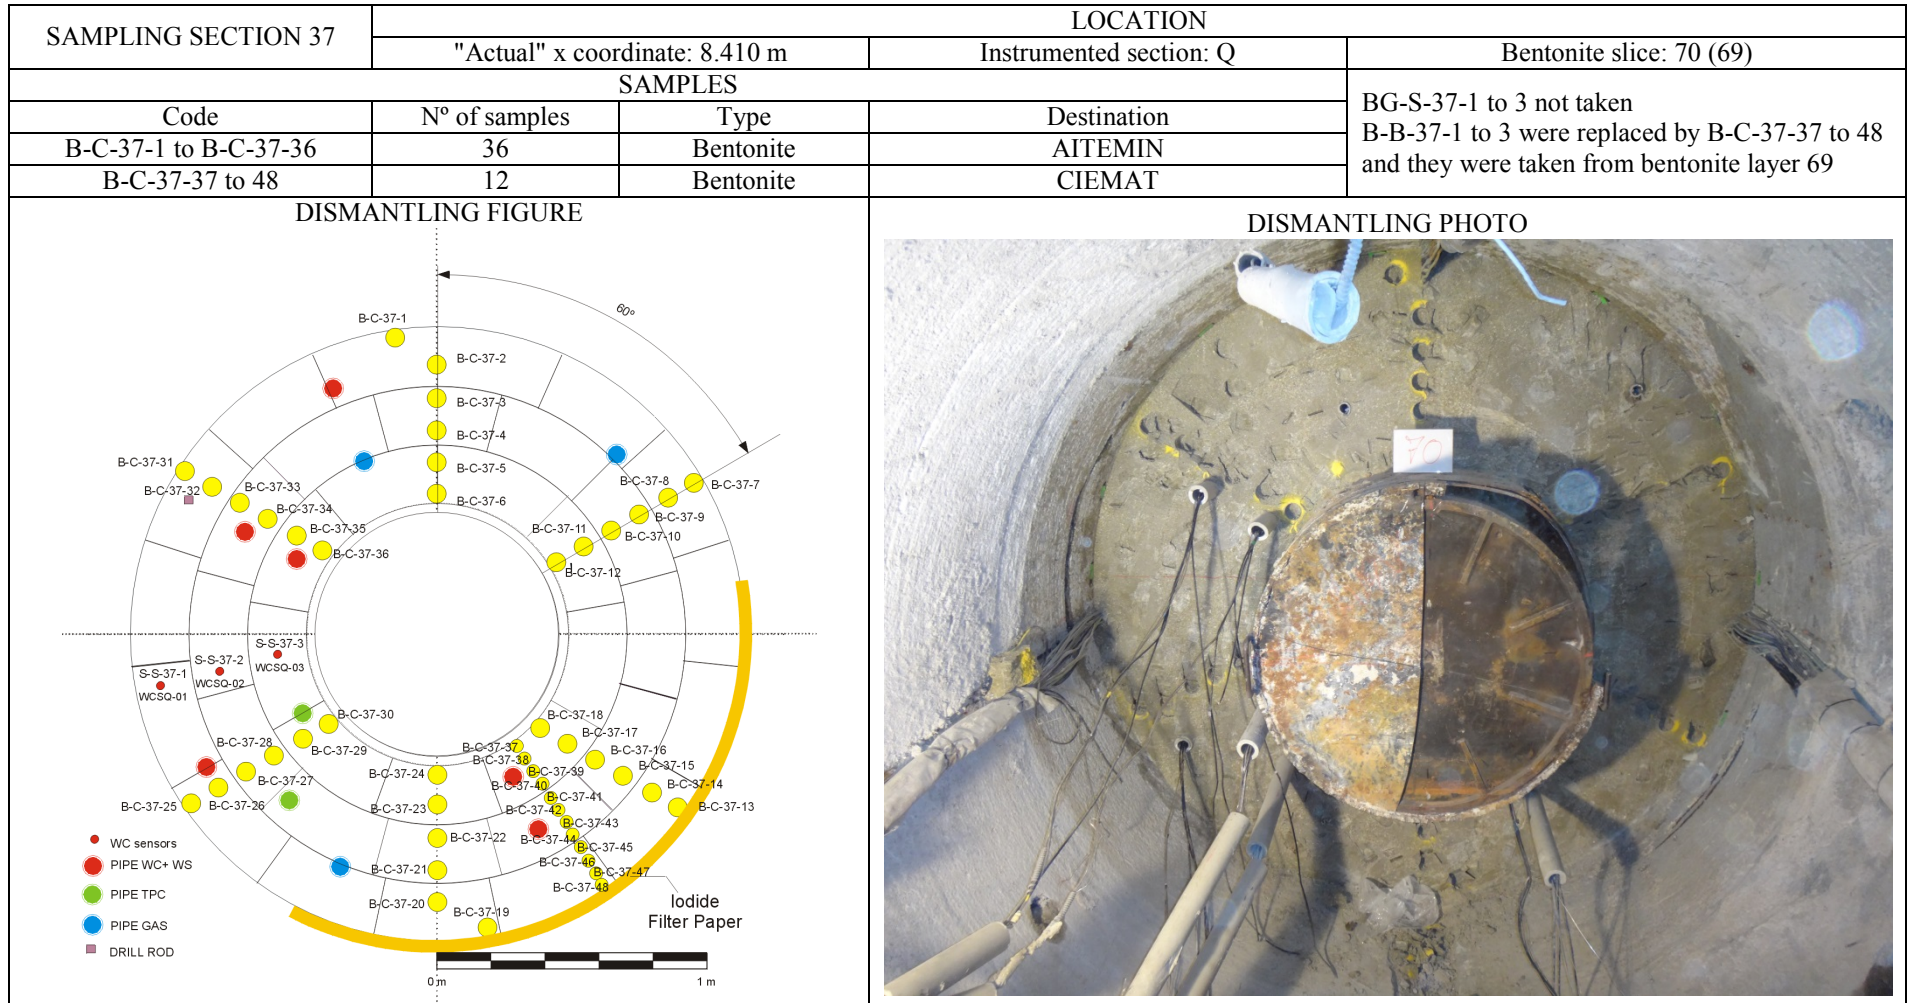 SAMPLING SECTION 37
LOCATION
"Actual" x coordinate: 8.410 m
Instrumented section: Q
Bentonite slice: 70 (69)
SAMPLES
BG-S-37-1 to 3 not taken
B-B-37-1 to 3 were replaced by B-C-37-37 to 48
and they were taken from bentonite layer 69
Code
Nº of samples
Type
Destination
B-C-37-1 to B-C-37-36
36
Bentonite
AITEMIN
B-C-37-37 to 48
12
Bentonite
CIEMAT
DISMANTLING FIGURE
60º
B-C-37-1
B-C-37-2
B-C-37-3
B-C-37-4
B-C-37-5
B-C-37-6
B-C-37-7
B-C-37-8
B-C-37-9
B-C-37-10
B-C-37-11
B-C-37-12
B-C-37-31
B-C-37-32
B-C-37-33
B-C-37-34
B-C-37-35
B-C-37-36
S-S-37-3
WCSQ-03
S-S-37-2
WCSQ-02
S-S-37-1
WCSQ-01
B-C-37-30
B-C-37-29
B-C-37-28
B-C-37-27
B-C-37-26
B-C-37-25
B-C-37-24
B-C-37-23
B-C-37-22
B-C-37-21
B-C-37-20
B-C-37-19
B-C-37-18
B-C-37-17
B-C-37-16
B-C-37-15
B-C-37-14
B-C-37-13
B-C-37-37
B-C-37-38
B-C-37-39
B-C-37-40
B-C-37-41
B-C-37-42
B-C-37-43
B-C-37-44
B-C-37-45
B-C-37-46
B-C-37-47
B-C-37-48
WC sensors
PIPE WC+ WS
PIPE TPC
PIPE GAS
DRILL ROD
Iodide
Filter Paper
0 m
1 m
DISMANTLING PHOTO
70